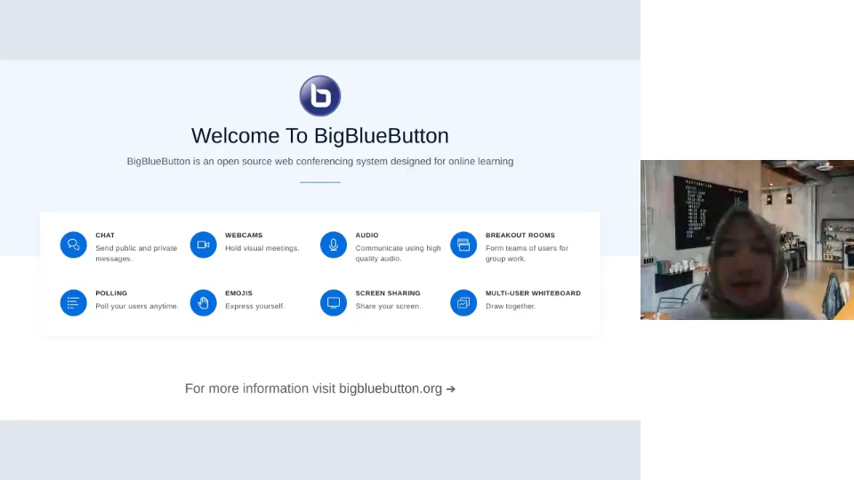 Welcome To BigBlueButton
BigBlueButton is an open source web conferencing system designed for online learning
CHAT
Send public and private
messages.
WEBCAMS
Hold visual meetings.
AUDIO
Communicate using high
quality audio.
BREAKOUT ROOMS
Form teams of users for
group work.
POLLING
Poll your users anytime.
EMOJIS
Express yourself.
SCREEN SHARING
Share your screen.
MULTI-USER WHITEBOARD
Draw together.
For more information visit bigbluebutton.org ➔